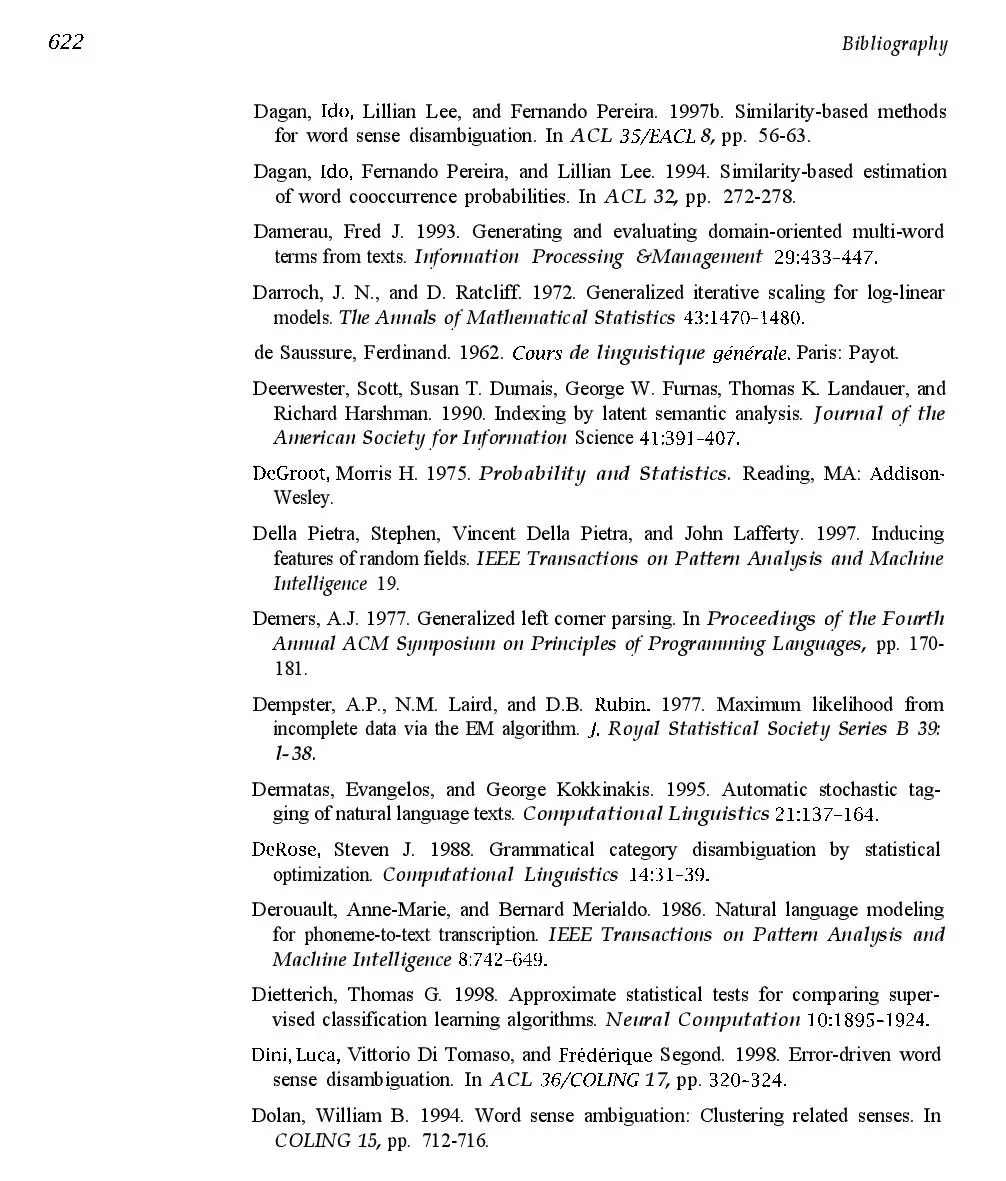 622
Bibliography
Dagan, Ido, Lillian Lee, and Fernando Pereira. 1997b. Similarity-based methods
for word sense disambiguation. In ACL 35/EACL 8, pp. 56-63.
Dagan, Ido, Fernando Pereira, and Lillian Lee. 1994. Similarity-based estimation
of word cooccurrence probabilities. In ACL 32, pp. 272-278.
Damerau, Fred J. 1993. Generating and evaluating domain-oriented multi-word
terms from texts. Information Processing &Management 29:433-447.
Darroch, J. N., and D. Ratcliff. 1972. Generalized iterative scaling for log-linear
models. The Annals of Mathematical Statistics 43:1470-1480.
de Saussure, Ferdinand. 1962. Cours de linguistique générale. Paris: Payot.
Deerwester, Scott, Susan T. Dumais, George W. Furnas, Thomas K. Landauer, and
Richard Harshman. 1990. Indexing by latent semantic analysis. Journal of the
American Society for Information Science 41:391-407.
DeGroot, Morris H. 1975. Probability and Statistics. Reading, MA: Addison-
Wesley.
Della Pietra, Stephen, Vincent Della Pietra, and John Lafferty. 1997. Inducing
features of random fields. IEEE Transactions on Pattern Analysis and Machine
Intelligence 19.
Demers, A.J. 1977. Generalized left corner parsing. In Proceedings of the Fourth
Annual ACM Symposium on Principles of Programming Languages, pp. 170-
181.
Dempster, A.P., N.M. Laird, and D.B. Rubin. 1977. Maximum likelihood from
incomplete data via the EM algorithm. J. Royal Statistical Society Series B 39:
l-38.
Dermatas, Evangelos, and George Kokkinakis. 1995. Automatic stochastic tag-
ging of natural language texts. Computational Linguistics 21:137-164.
DeRose, Steven J. 1988. Grammatical category disambiguation by statistical
optimization. Computational Linguistics 14:31-39.
Derouault, Anne-Marie, and Bernard Merialdo. 1986. Natural language modeling
for phoneme-to-text transcription. IEEE Transactions on Pattern Analysis and
Machine Intelligence 8:742-649.
Dietterich, Thomas G. 1998. Approximate statistical tests for comparing super-
vised classification learning algorithms. Neural Computation 10:1895-1924.
Dini, Luca, Vittorio Di Tomaso, and Frédérique Segond. 1998. Error-driven word
sense disambiguation. In ACL 36/COLING 17, pp. 320-324.
Dolan, William B. 1994. Word sense ambiguation: Clustering related senses. In
COLING 15, pp. 712-716.